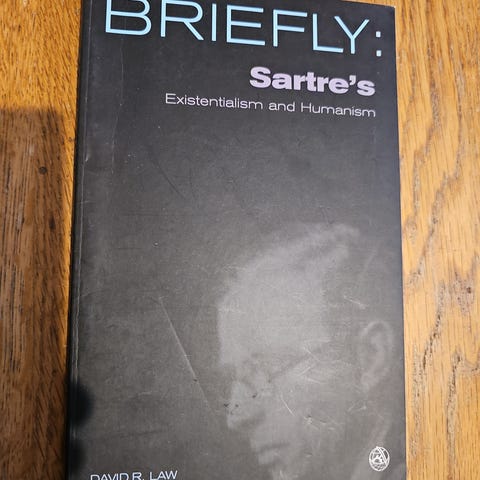 BRIEFLY:
Sartre's
Existentialism and Humanism
DAVID R. LAW